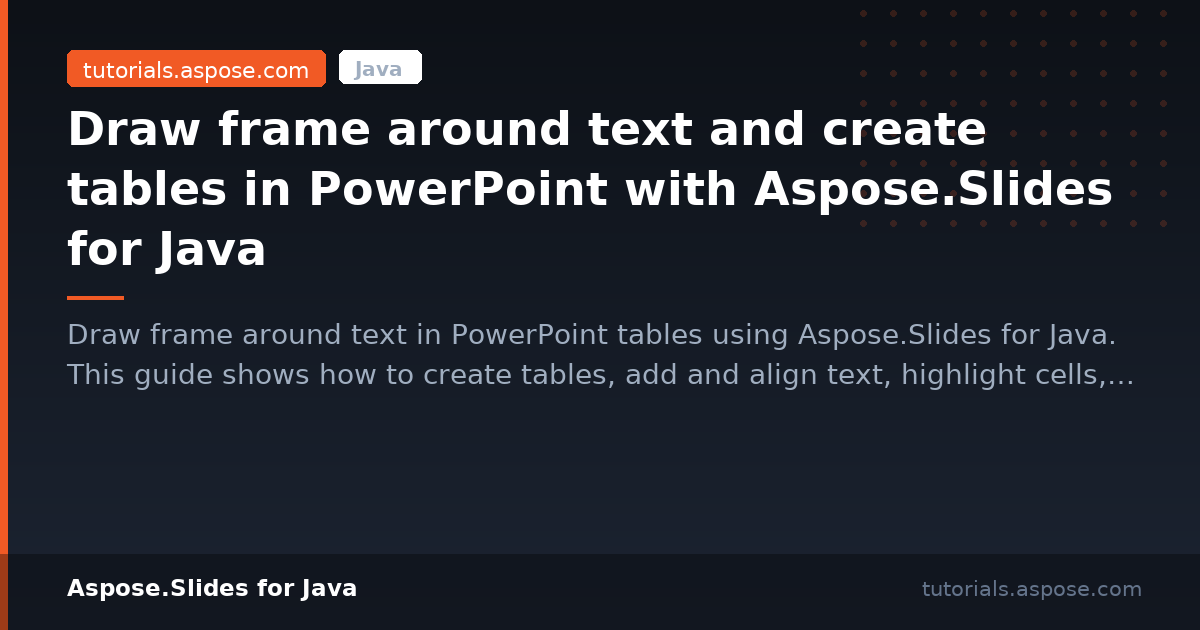 tutorials.aspose.com
Java
Draw frame around text and create
tables in PowerPoint with Aspose.Slides
for Java
Draw frame around text in PowerPoint tables using Aspose.Slides for Java.
This guide shows how to create tables, add and align text, highlight cells,...
Aspose.Slides for Java
tutorials.aspose.com